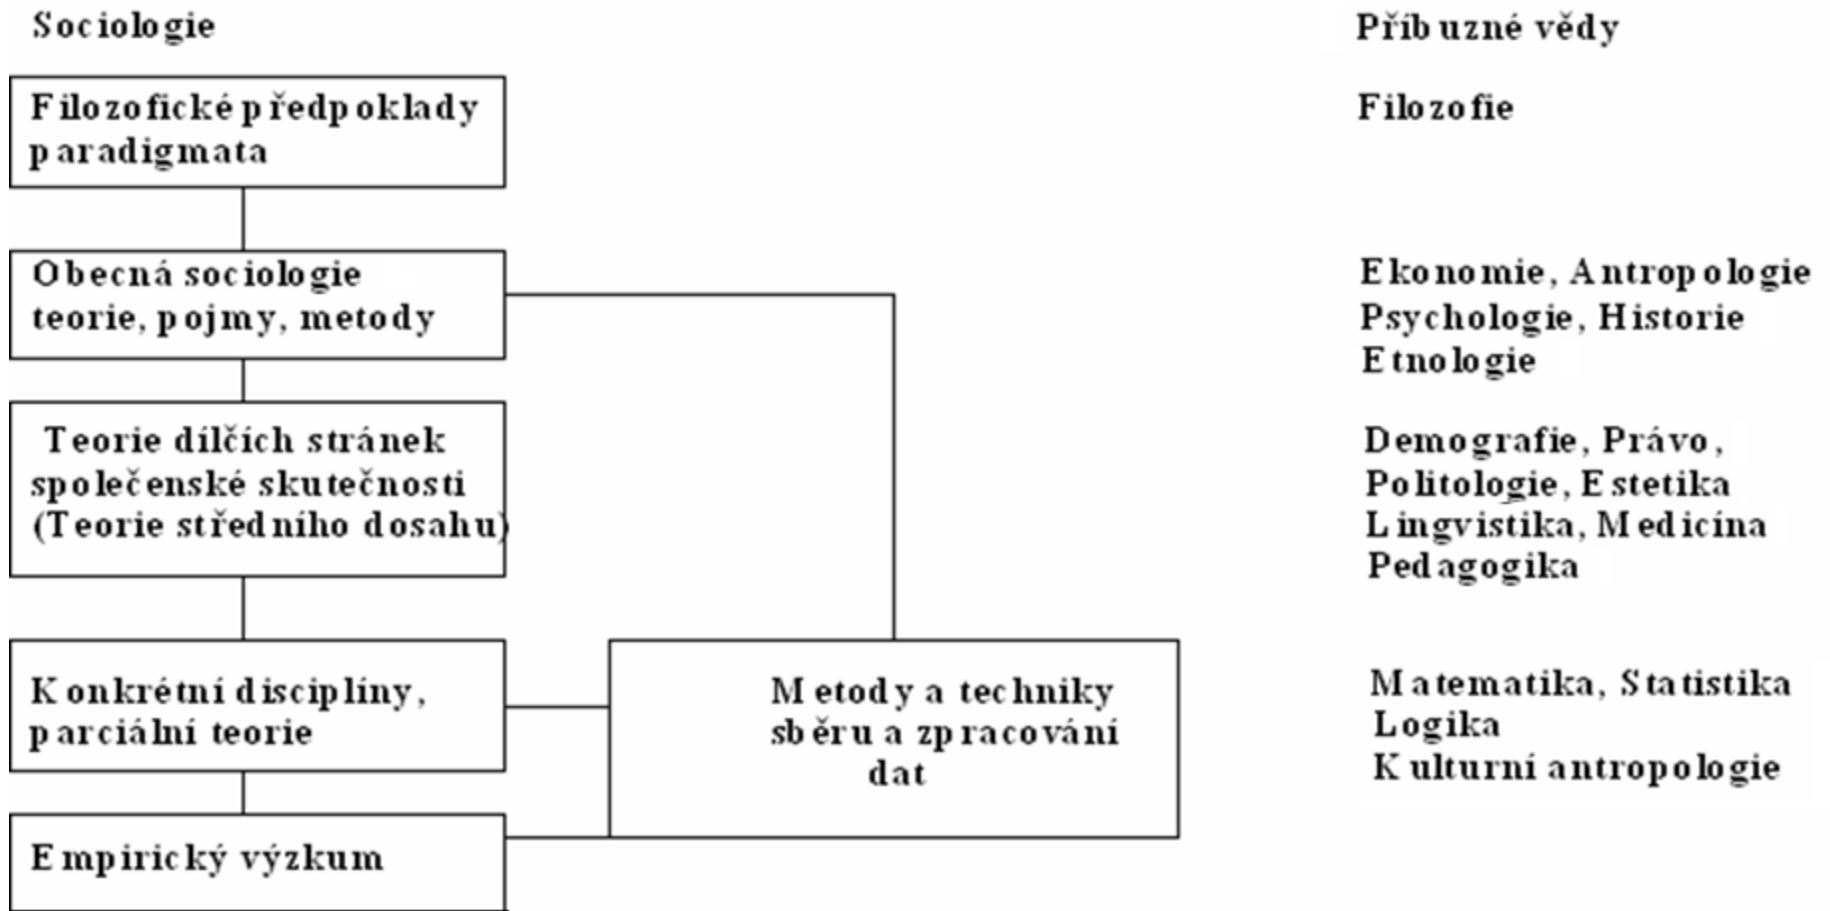 Sociologie
Příbuzné vědy
Filozofické předpoklady
paradigmata
Filozofie
Obecná sociologie
teorie, pojmy, metody
Ekonomie, Antropologie
Psychologie, Historie
Etnologie
Teorie dílčích stránek
společenské skutečnosti
(Teorie středního dosahu)
Demografie, Právo,
Politologie, Estetika
Lingvistika, Medicína
Pedagogika
Konkrétní disciplíny,
parciální teorie
Metody a techniky
sběru a zpracování
dat
Matematika, Statistika
Logika
Kulturní antropologie
Empirický výzkum